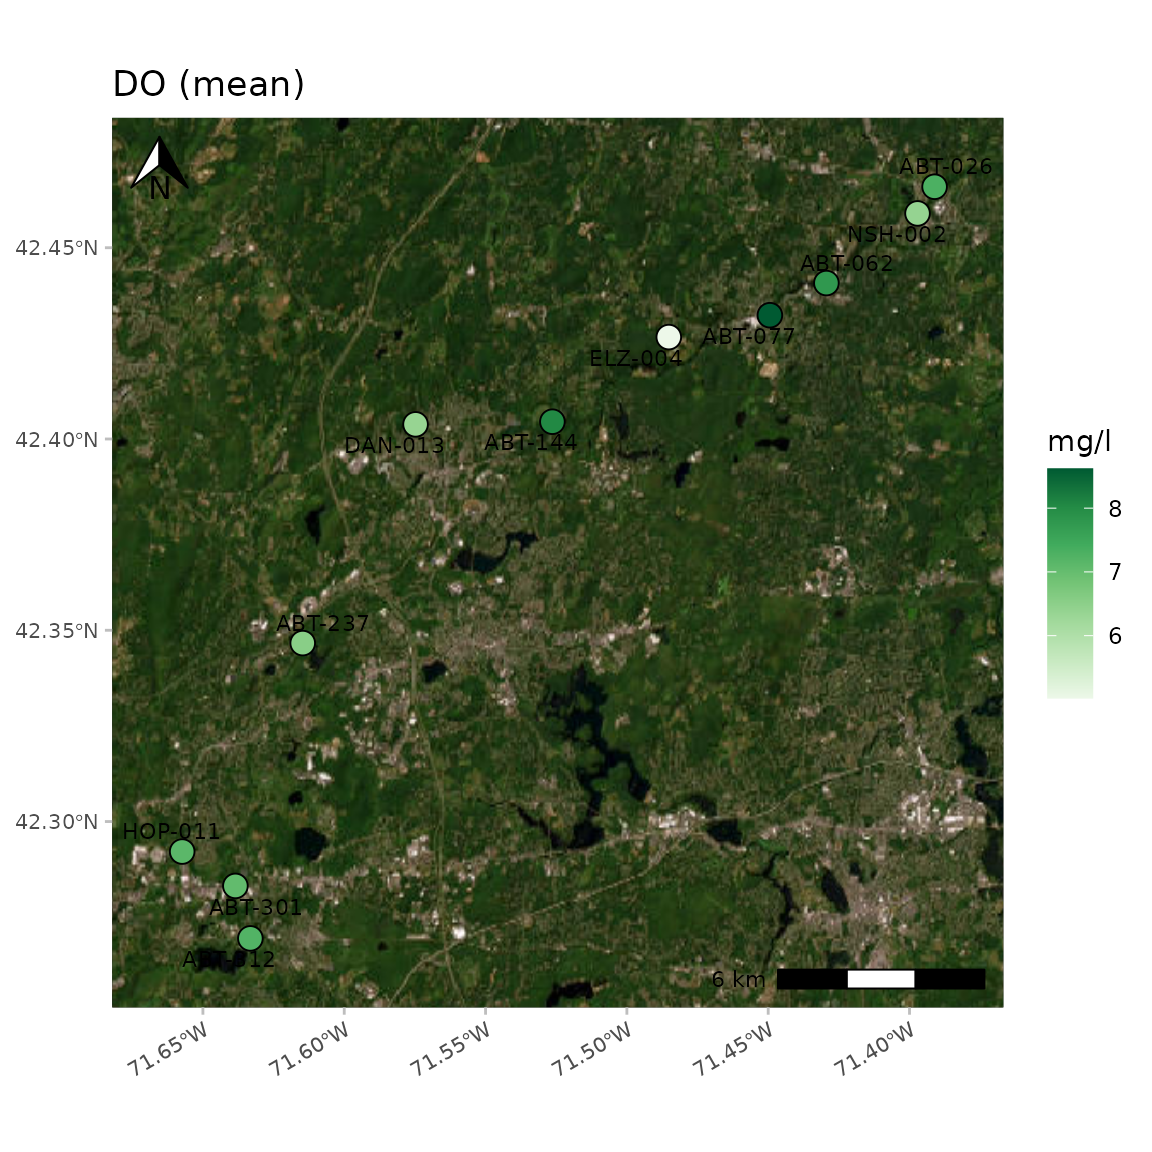 DO (mean)
N
ABT-026
NSH-002
ABT-062
ABT-077
ELZ-004
DAN-013
ABT-144
ABT-237
HOP-011
ABT-301
ABT-312
6 km
42.45°N
42.40°N
42.35°N
42.30°N
71.65°W
71.60°W
71.55°W
71.50°W
71.45°W
71.40°W
mg/l
8
7
6